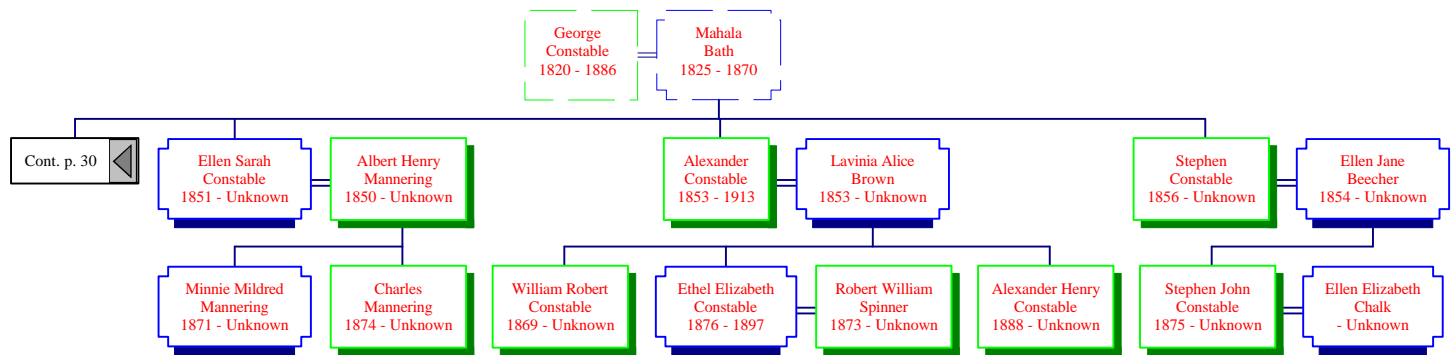 George
Constable
1820 - 1886
Mahala
Bath
1825 - 1870
Cont. p. 30
Ellen Sarah
Constable
1851 - Unknown
Albert Henry
Mannering
1850 - Unknown
Alexander
Constable
1853 - 1913
Lavinia Alice
Brown
1853 - Unknown
Stephen
Constable
1856 - Unknown
Ellen Jane
Beecher
1854 - Unknown
Minnie Mildred
Mannering
1871 - Unknown
Charles
Mannering
1874 - Unknown
William Robert
Constable
1869 - Unknown
Ethel Elizabeth
Constable
1876 - 1897
Robert William
Spinner
1873 - Unknown
Alexander Henry
Constable
1888 - Unknown
Stephen John
Constable
1875 - Unknown
Ellen Elizabeth
Chalk
- Unknown